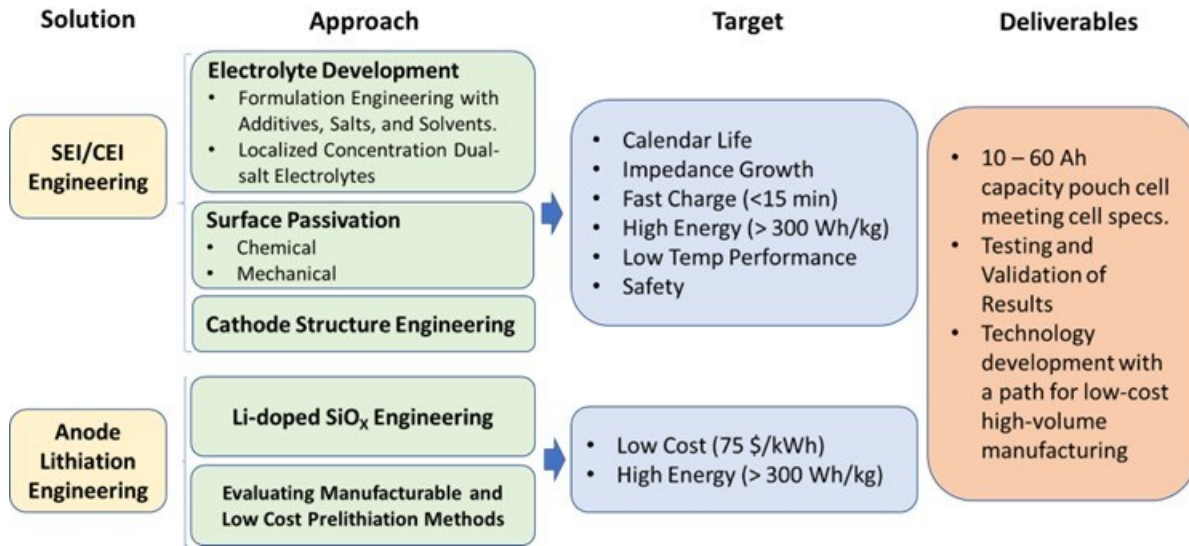 Solution
Approach
Target
Deliverables
SEI/CEI
Engineering
Electrolyte Development
• Formulation Engineering with
Additives, Salts, and Solvents.
• Localized Concentration Dual-
salt Electrolytes
Surface Passivation
• Chemical
• Mechanical
Cathode Structure Engineering
• Calendar Life
• Impedance Growth
• Fast Charge (<15 min)
• High Energy (> 300 Wh/kg)
• Low Temp Performance
• Safety
Anode
Lithiation
Engineering
Li-doped SiOₓ Engineering
Evaluating Manufacturable and
Low Cost Prelithiation Methods
• Low Cost (75 $/kWh)
• High Energy (> 300 Wh/kg)
• 10 – 60 Ah
capacity pouch cell
meeting cell specs.
• Testing and
Validation of
Results
• Technology
development with
a path for low-cost
high-volume
manufacturing